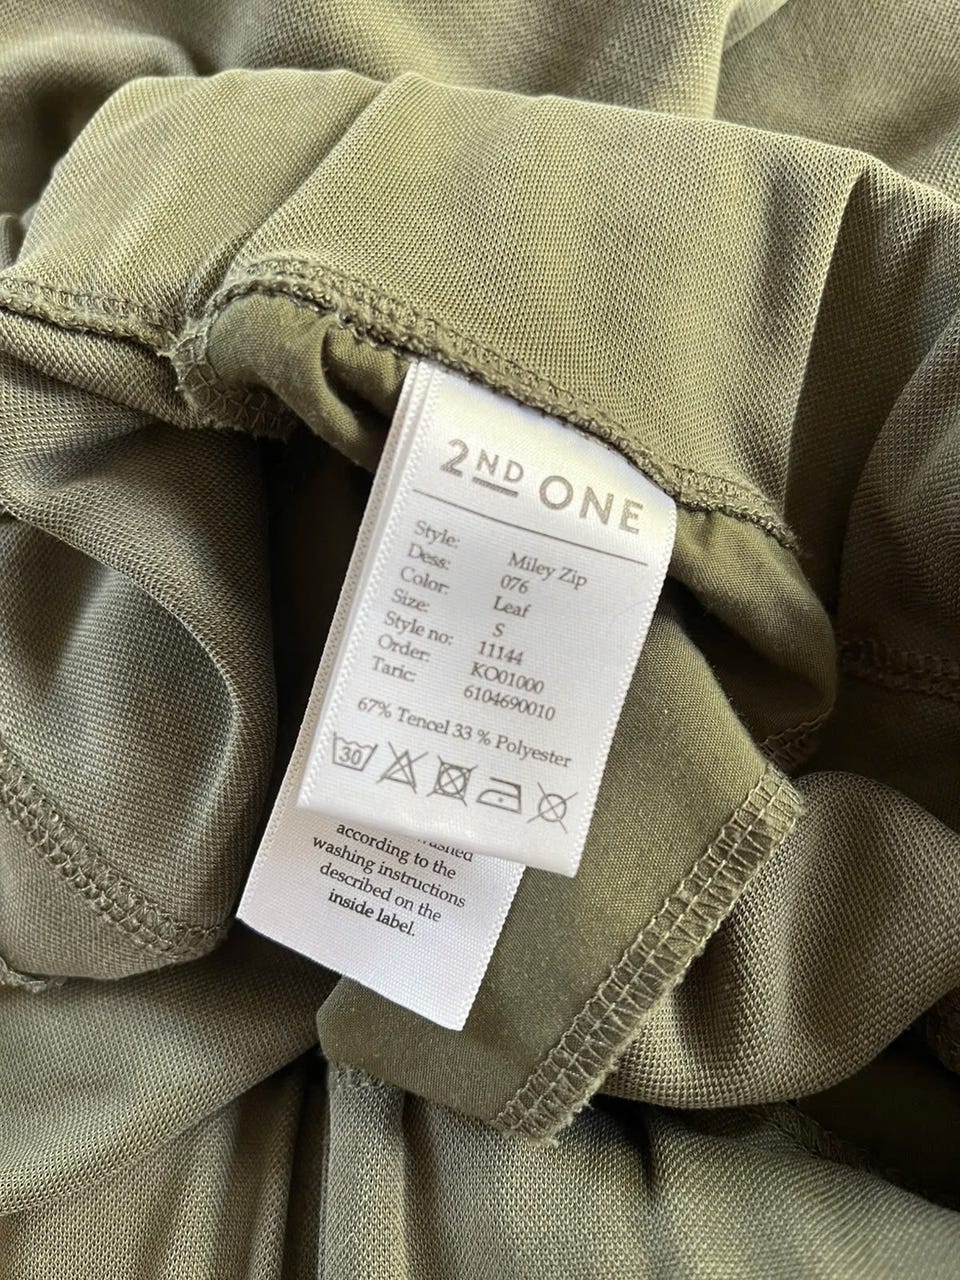 2ND ONE
Style: Miley Zip
Dess: 076
Color: Leaf
Size: S
Style no: 11144
Order: KO01000
Taric: 6104690010
67% Tencel 33 % Polyester
30
according to the
washing instructions
described on the
inside label.